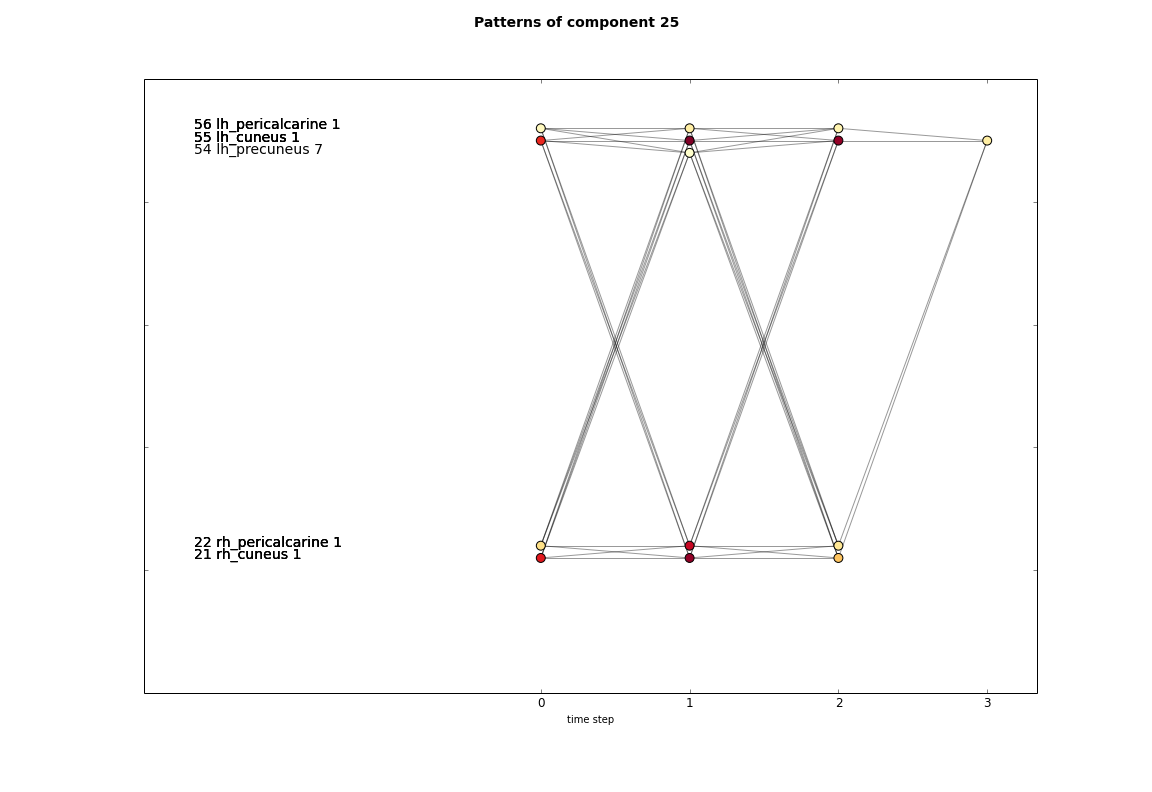 Patterns of component 25
56 lh_pericalcarine 1
55 lh_cuneus 1
54 lh_precuneus 7
22 rh_pericalcarine 1
21 rh_cuneus 1
0 1 2 3
time step